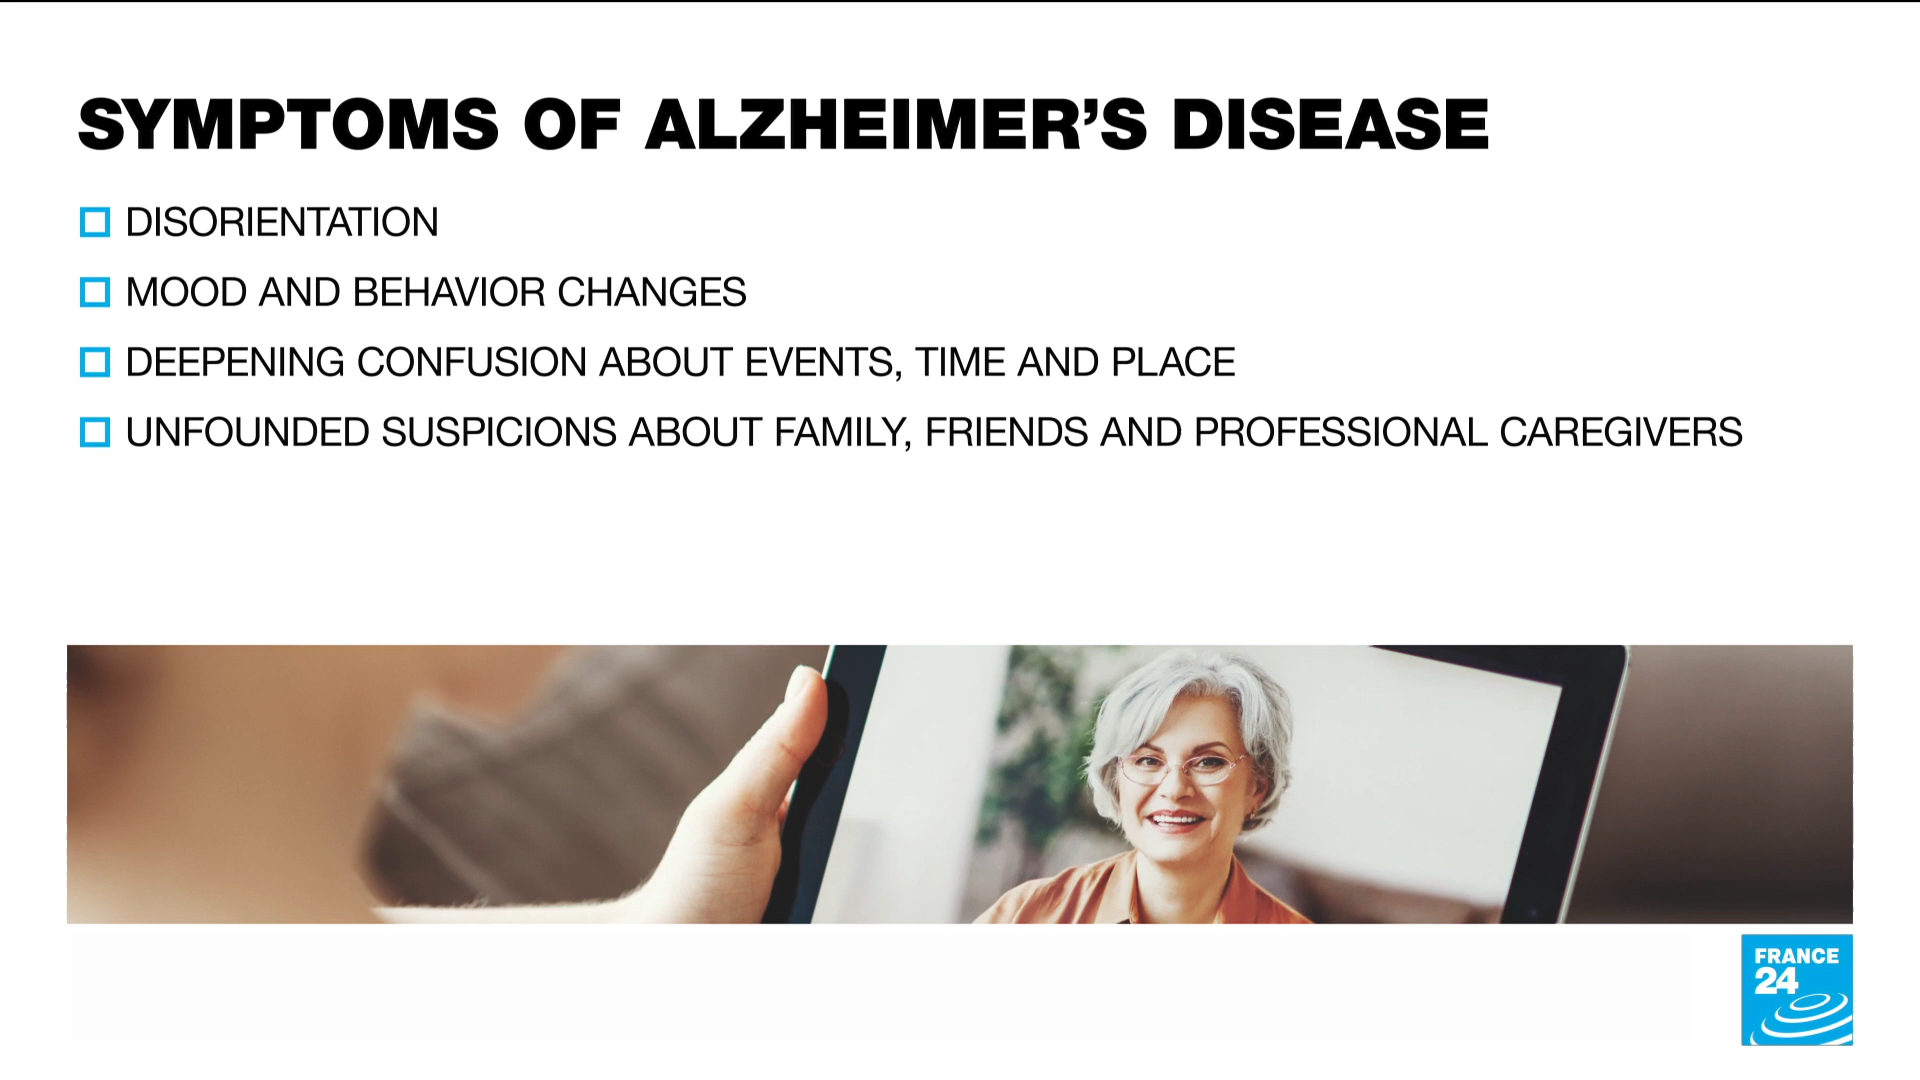 SYMPTOMS OF ALZHEIMER’S DISEASE
DISORIENTATION
MOOD AND BEHAVIOR CHANGES
DEEPENING CONFUSION ABOUT EVENTS, TIME AND PLACE
UNFOUNDED SUSPICIONS ABOUT FAMILY, FRIENDS AND PROFESSIONAL CAREGIVERS
FRANCE
24